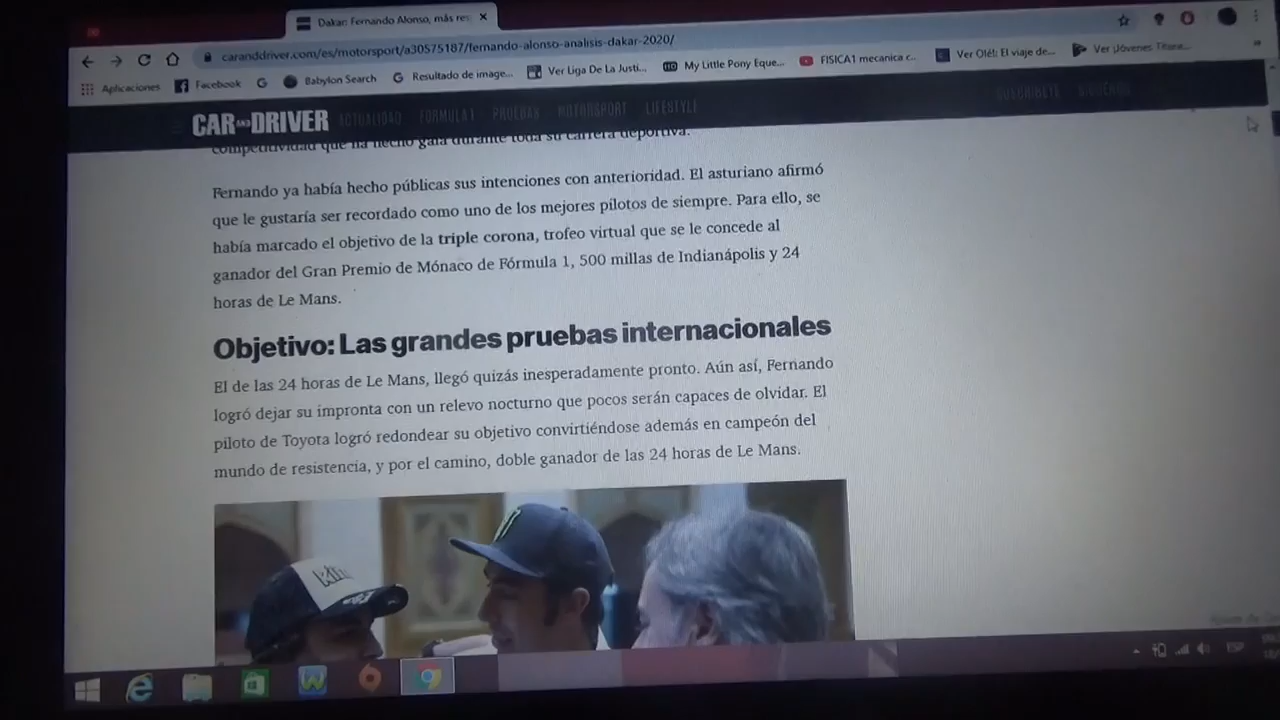 Dakar: Fernando Alonso, más res
caranddriver.com/es/motorsport/a30575187/fernando-alonso-analisis-dakar-2020/
Aplicaciones Facebook Babylon Search Resultado de image... Ver Liga De La Justi... My Little Pony Eque... FISICA1 mecanica c... Ver Olé!: El viaje de... Ver ¡Jóvenes Titane...
CAR AND DRIVER ACTUALIDAD FÓRMULA 1 PRUEBAS MOTORSPORT LIFESTYLE SUSCRÍBETE SÍGUENOS
competitividad que ha hecho gala durante toda su carrera deportiva.
Fernando ya había hecho públicas sus intenciones con anterioridad. El asturiano afirmó
que le gustaría ser recordado como uno de los mejores pilotos de siempre. Para ello, se
había marcado el objetivo de la triple corona, trofeo virtual que se le concede al
ganador del Gran Premio de Mónaco de Fórmula 1, 500 millas de Indianápolis y 24
horas de Le Mans.
Objetivo: Las grandes pruebas internacionales
El de las 24 horas de Le Mans, llegó quizás inesperadamente pronto. Aún así, Fernando
logró dejar su impronta con un relevo nocturno que pocos serán capaces de olvidar. El
piloto de Toyota logró redondear su objetivo convirtiéndose además en campeón del
mundo de resistencia, y por el camino, doble ganador de las 24 horas de Le Mans.
ESP